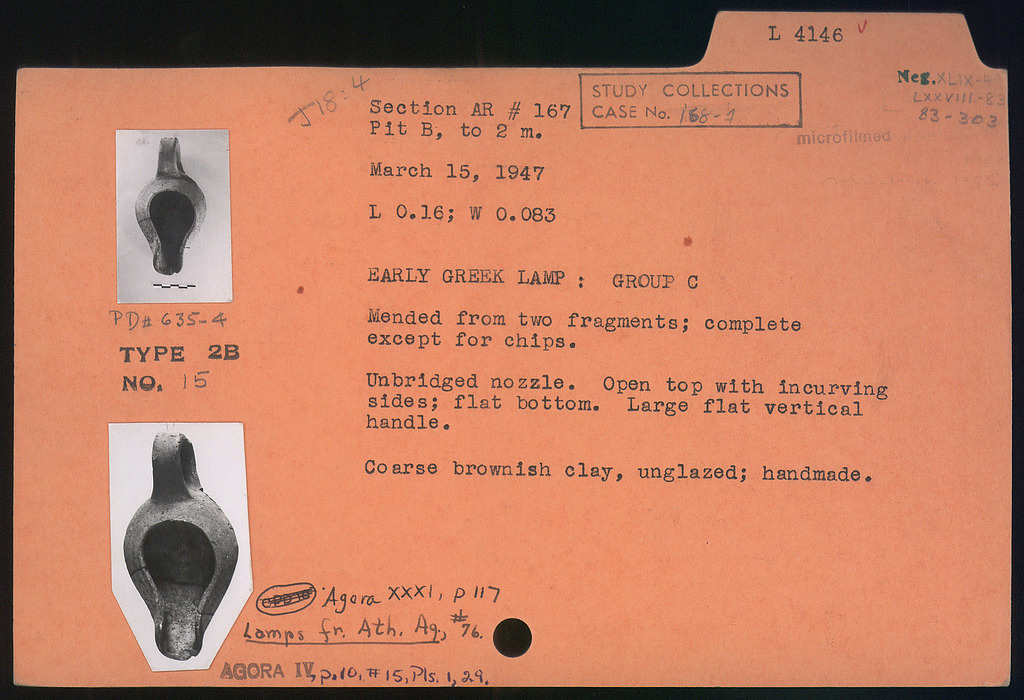 L 4146 v
Neg. XLIX-4
LXXVIII-83
83-303
microfilmed
J 18:4
STUDY COLLECTIONS
CASE No. 158-1
Section AR # 167
Pit B, to 2 m.
March 15, 1947
L 0.16; W 0.083
EARLY GREEK LAMP : GROUP C
Mended from two fragments; complete
except for chips.
Unbridged nozzle. Open top with incurving
sides; flat bottom. Large flat vertical
handle.
Coarse brownish clay, unglazed; handmade.
PD# 635-4
TYPE 2B
NO. 15
Agora XXXI, p 117
Lamps fr. Ath. Ag, #76.
AGORA IV, p.10, #15, Pls. 1, 29.